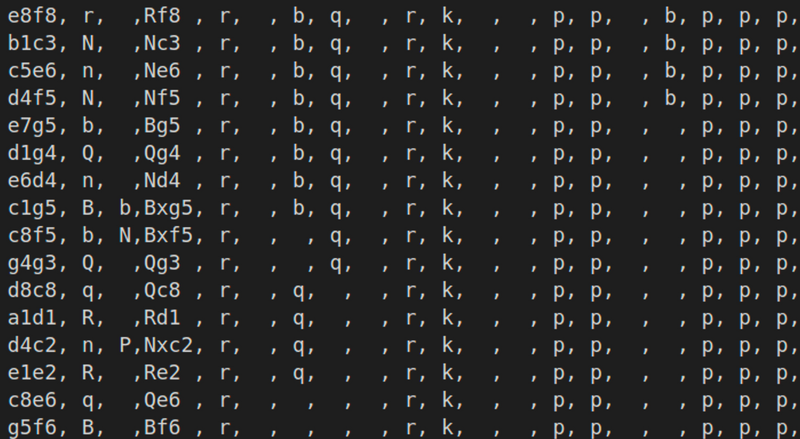 e8f8, r,  ,Rf8 , r,  , b, q,  , r, k,  ,  , p, p,  , b, p, p, p,
b1c3, N,  ,Nc3 , r,  , b, q,  , r, k,  ,  , p, p,  , b, p, p, p,
c5e6, n,  ,Ne6 , r,  , b, q,  , r, k,  ,  , p, p,  , b, p, p, p,
d4f5, N,  ,Nf5 , r,  , b, q,  , r, k,  ,  , p, p,  , b, p, p, p,
e7g5, b,  ,Bg5 , r,  , b, q,  , r, k,  ,  , p, p,  ,  , p, p, p,
d1g4, Q,  ,Qg4 , r,  , b, q,  , r, k,  ,  , p, p,  ,  , p, p, p,
e6d4, n,  ,Nd4 , r,  , b, q,  , r, k,  ,  , p, p,  ,  , p, p, p,
c1g5, B, b,Bxg5, r,  , b, q,  , r, k,  ,  , p, p,  ,  , p, p, p,
c8f5, b, N,Bxf5, r,  ,  , q,  , r, k,  ,  , p, p,  ,  , p, p, p,
g4g3, Q,  ,Qg3 , r,  ,  , q,  , r, k,  ,  , p, p,  ,  , p, p, p,
d8c8, q,  ,Qc8 , r,  , q,  ,  , r, k,  ,  , p, p,  ,  , p, p, p,
a1d1, R,  ,Rd1 , r,  , q,  ,  , r, k,  ,  , p, p,  ,  , p, p, p,
d4c2, n, P,Nxc2, r,  , q,  ,  , r, k,  ,  , p, p,  ,  , p, p, p,
e1e2, R,  ,Re2 , r,  , q,  ,  , r, k,  ,  , p, p,  ,  , p, p, p,
c8e6, q,  ,Qe6 , r,  ,  ,  ,  , r, k,  ,  , p, p,  ,  , p, p, p,
g5f6, B,  ,Bf6 , r,  ,  ,  ,  , r, k,  ,  , p, p,  ,  , p, p, p,